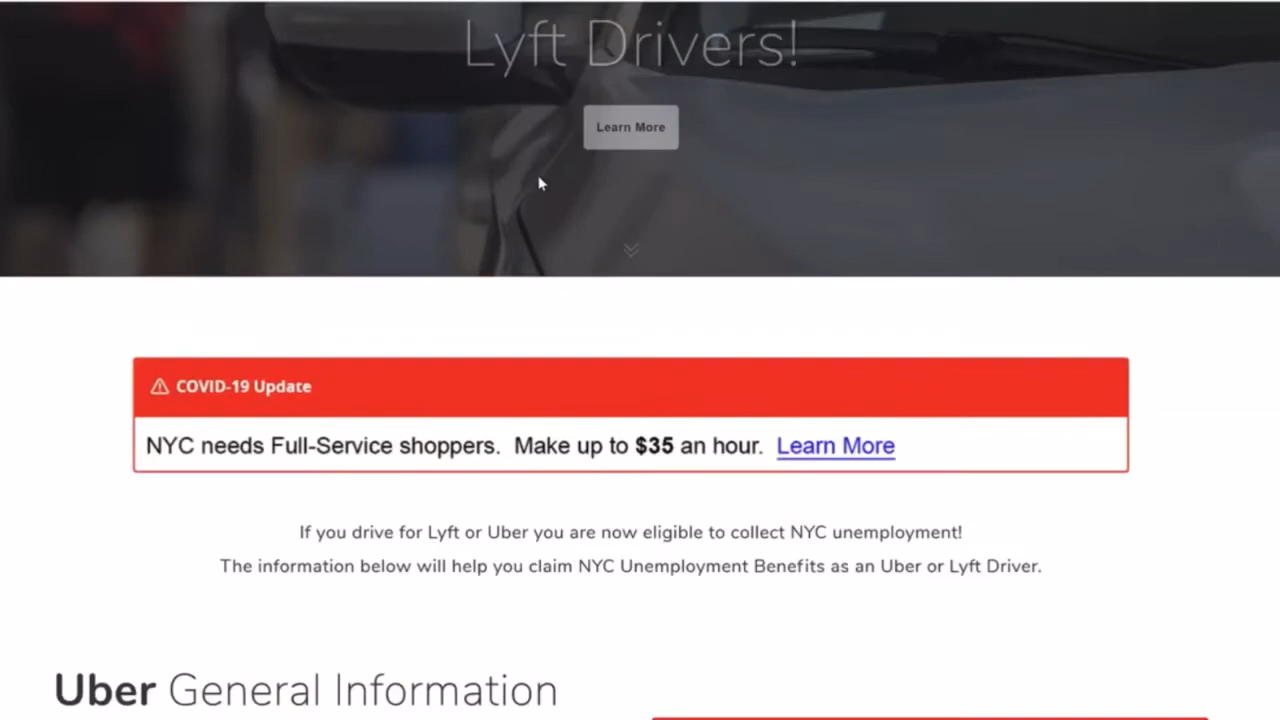 Lyft Drivers!
Learn More
COVID-19 Update
NYC needs Full-Service shoppers. Make up to $35 an hour. Learn More
If you drive for Lyft or Uber you are now eligible to collect NYC unemployment!
The information below will help you claim NYC Unemployment Benefits as an Uber or Lyft Driver.
Uber General Information